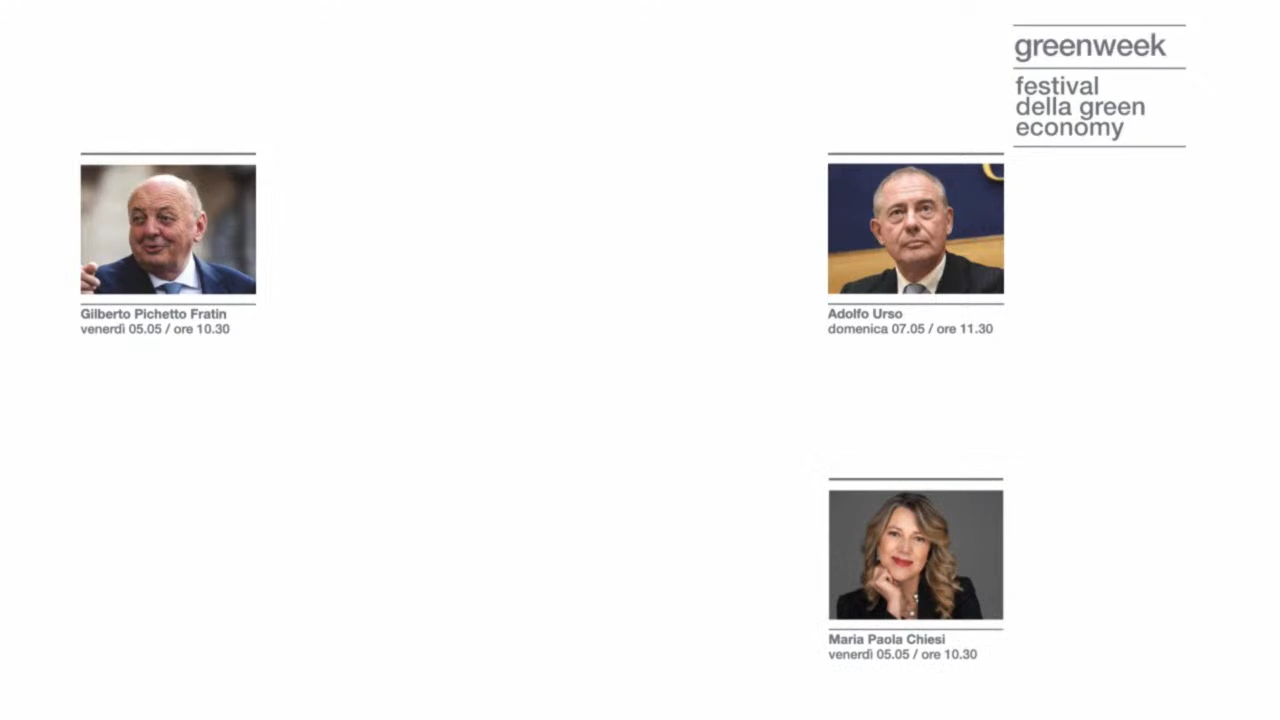 greenweek
festival
della green
economy
Gilberto Pichetto Fratin
venerdì 05.05 / ore 10.30
Adolfo Urso
domenica 07.05 / ore 11.30
Maria Paola Chiesi
venerdì 05.05 / ore 10.30